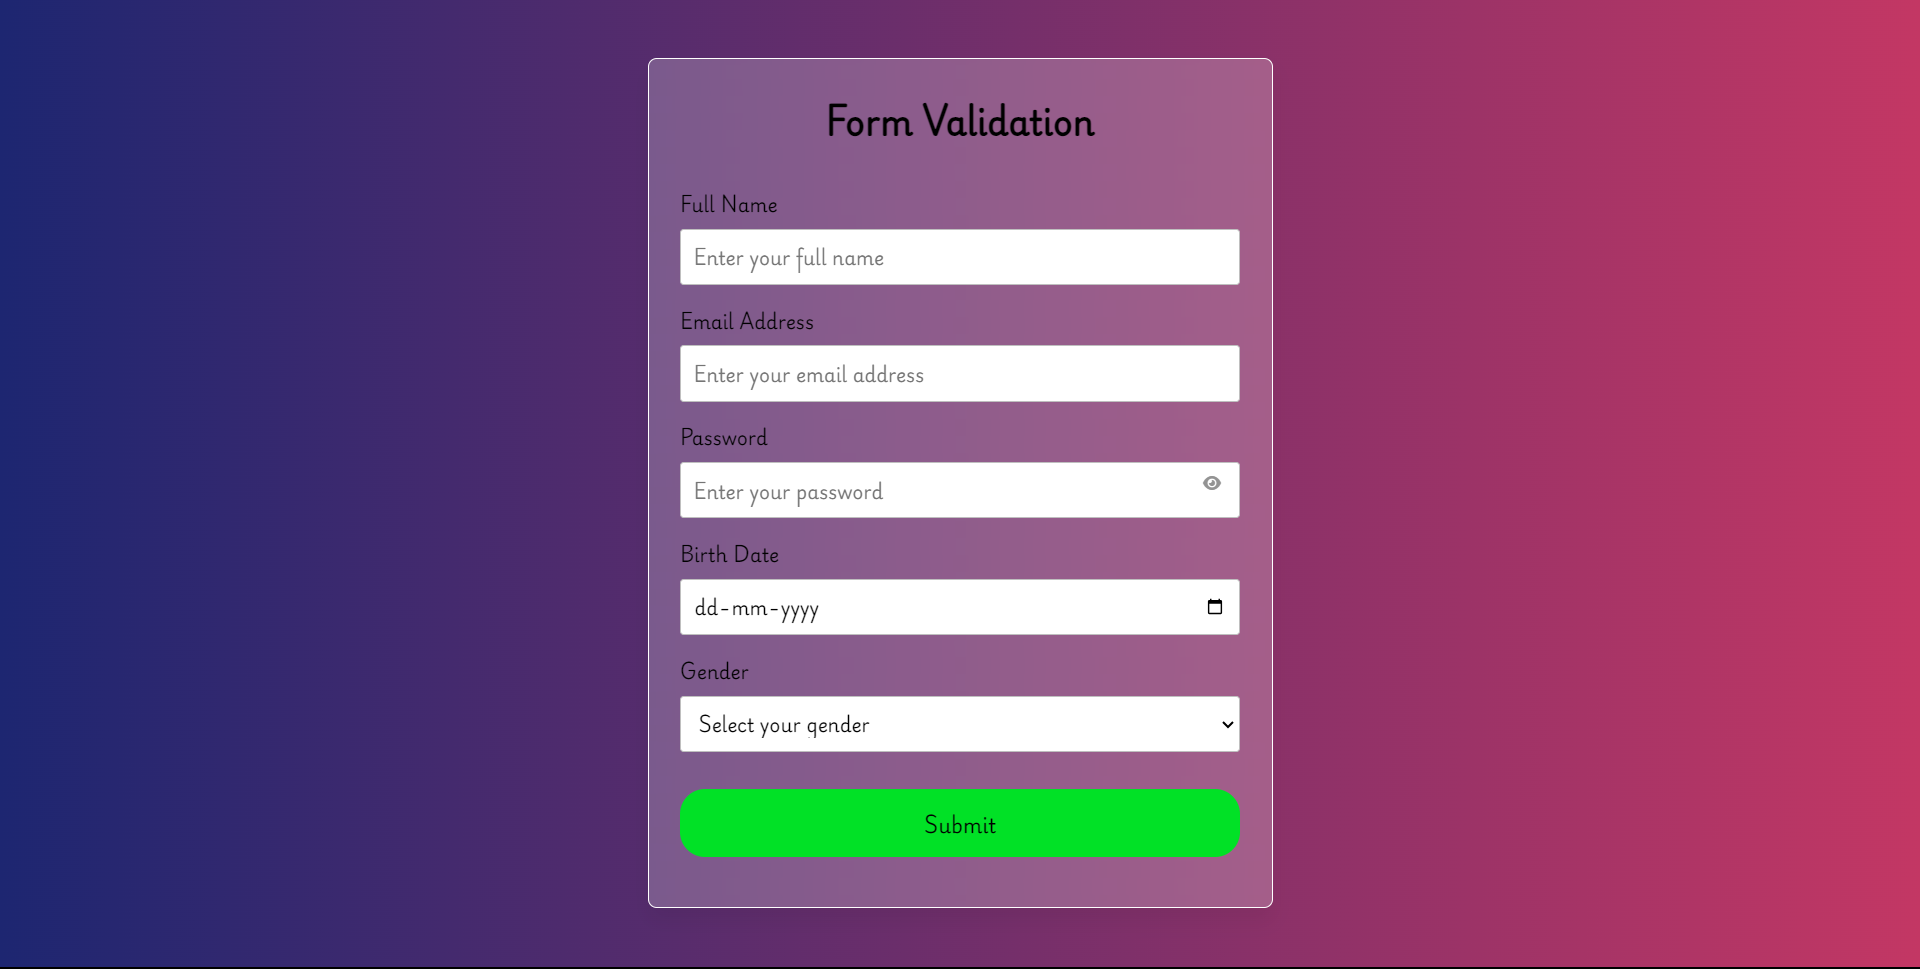 Form Validation
Full Name
Enter your full name
Email Address
Enter your email address
Password
Enter your password
Birth Date
dd-mm-yyyy
Gender
Select your gender
Submit